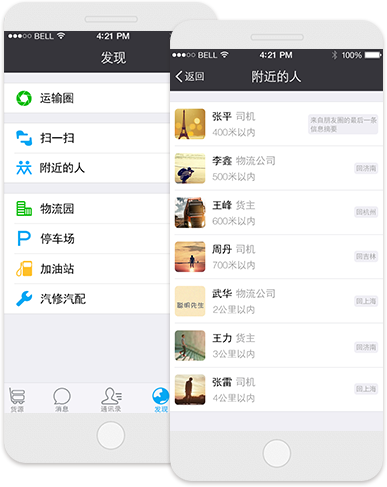 BELL
4:21 PM
发现
运输圈
扫一扫
附近的人
物流园
停车场
加油站
汽修汽配
货源
消息
通讯录
发现
BELL
4:21 PM
100%
返回
附近的人
张平 司机
400米以内
来自朋友圈的最后一条
信息摘要
李鑫 物流公司
500米以内
回济南
王峰 货主
600米以内
回杭州
周丹 司机
700米以内
回吉林
聪明先生
武华 物流公司
2公里以内
回上海
王力 货主
3公里以内
回济南
张雷 司机
4公里以内
回上海